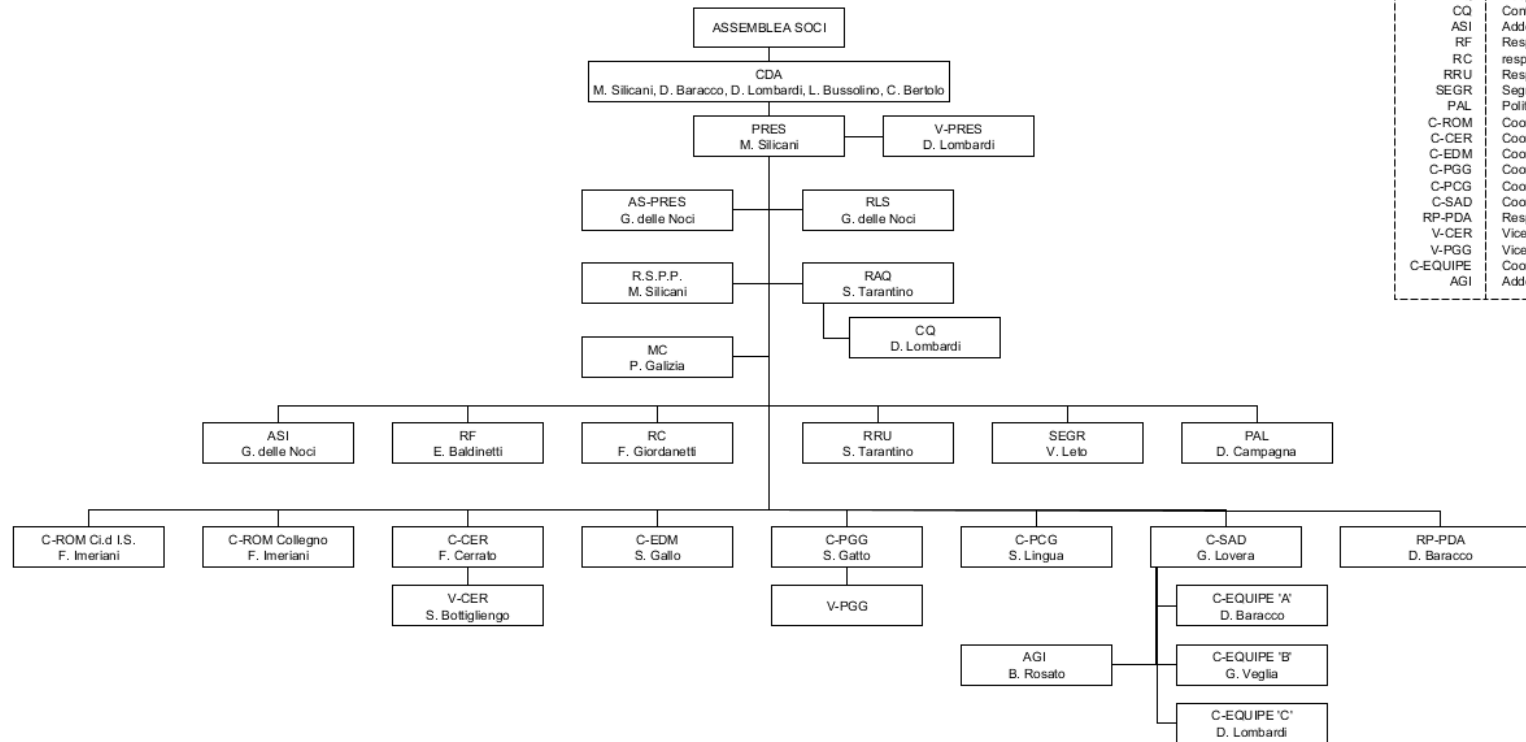 ASSEMBLEA SOCI
CDA
M. Silicani, D. Baracco, D. Lombardi, L. Bussolino, C. Bertolo
PRES
M. Silicani
V-PRES
D. Lombardi
AS-PRES
G. delle Noci
RLS
G. delle Noci
R.S.P.P.
M. Silicani
RAQ
S. Tarantino
CQ
D. Lombardi
MC
P. Galizia
ASI
G. delle Noci
RF
E. Baldinetti
RC
F. Giordanetti
RRU
S. Tarantino
SEGR
V. Leto
PAL
D. Campagna
C-ROM Ci.d I.S.
F. Imeriani
C-ROM Collegno
F. Imeriani
C-CER
F. Cerrato
C-EDM
S. Gallo
C-PGG
S. Gatto
C-PCG
S. Lingua
C-SAD
G. Lovera
RP-PDA
D. Baracco
V-CER
S. Bottigliengo
V-PGG
C-EQUIPE 'A'
D. Baracco
AGI
B. Rosato
C-EQUIPE 'B'
G. Veglia
C-EQUIPE 'C'
D. Lombardi
CQ
ASI
RF
RC
RRU
SEGR
PAL
C-ROM
C-CER
C-EDM
C-PGG
C-PCG
C-SAD
RP-PDA
V-CER Vice
V-PGG Vice
C-EQUIPE
AGI